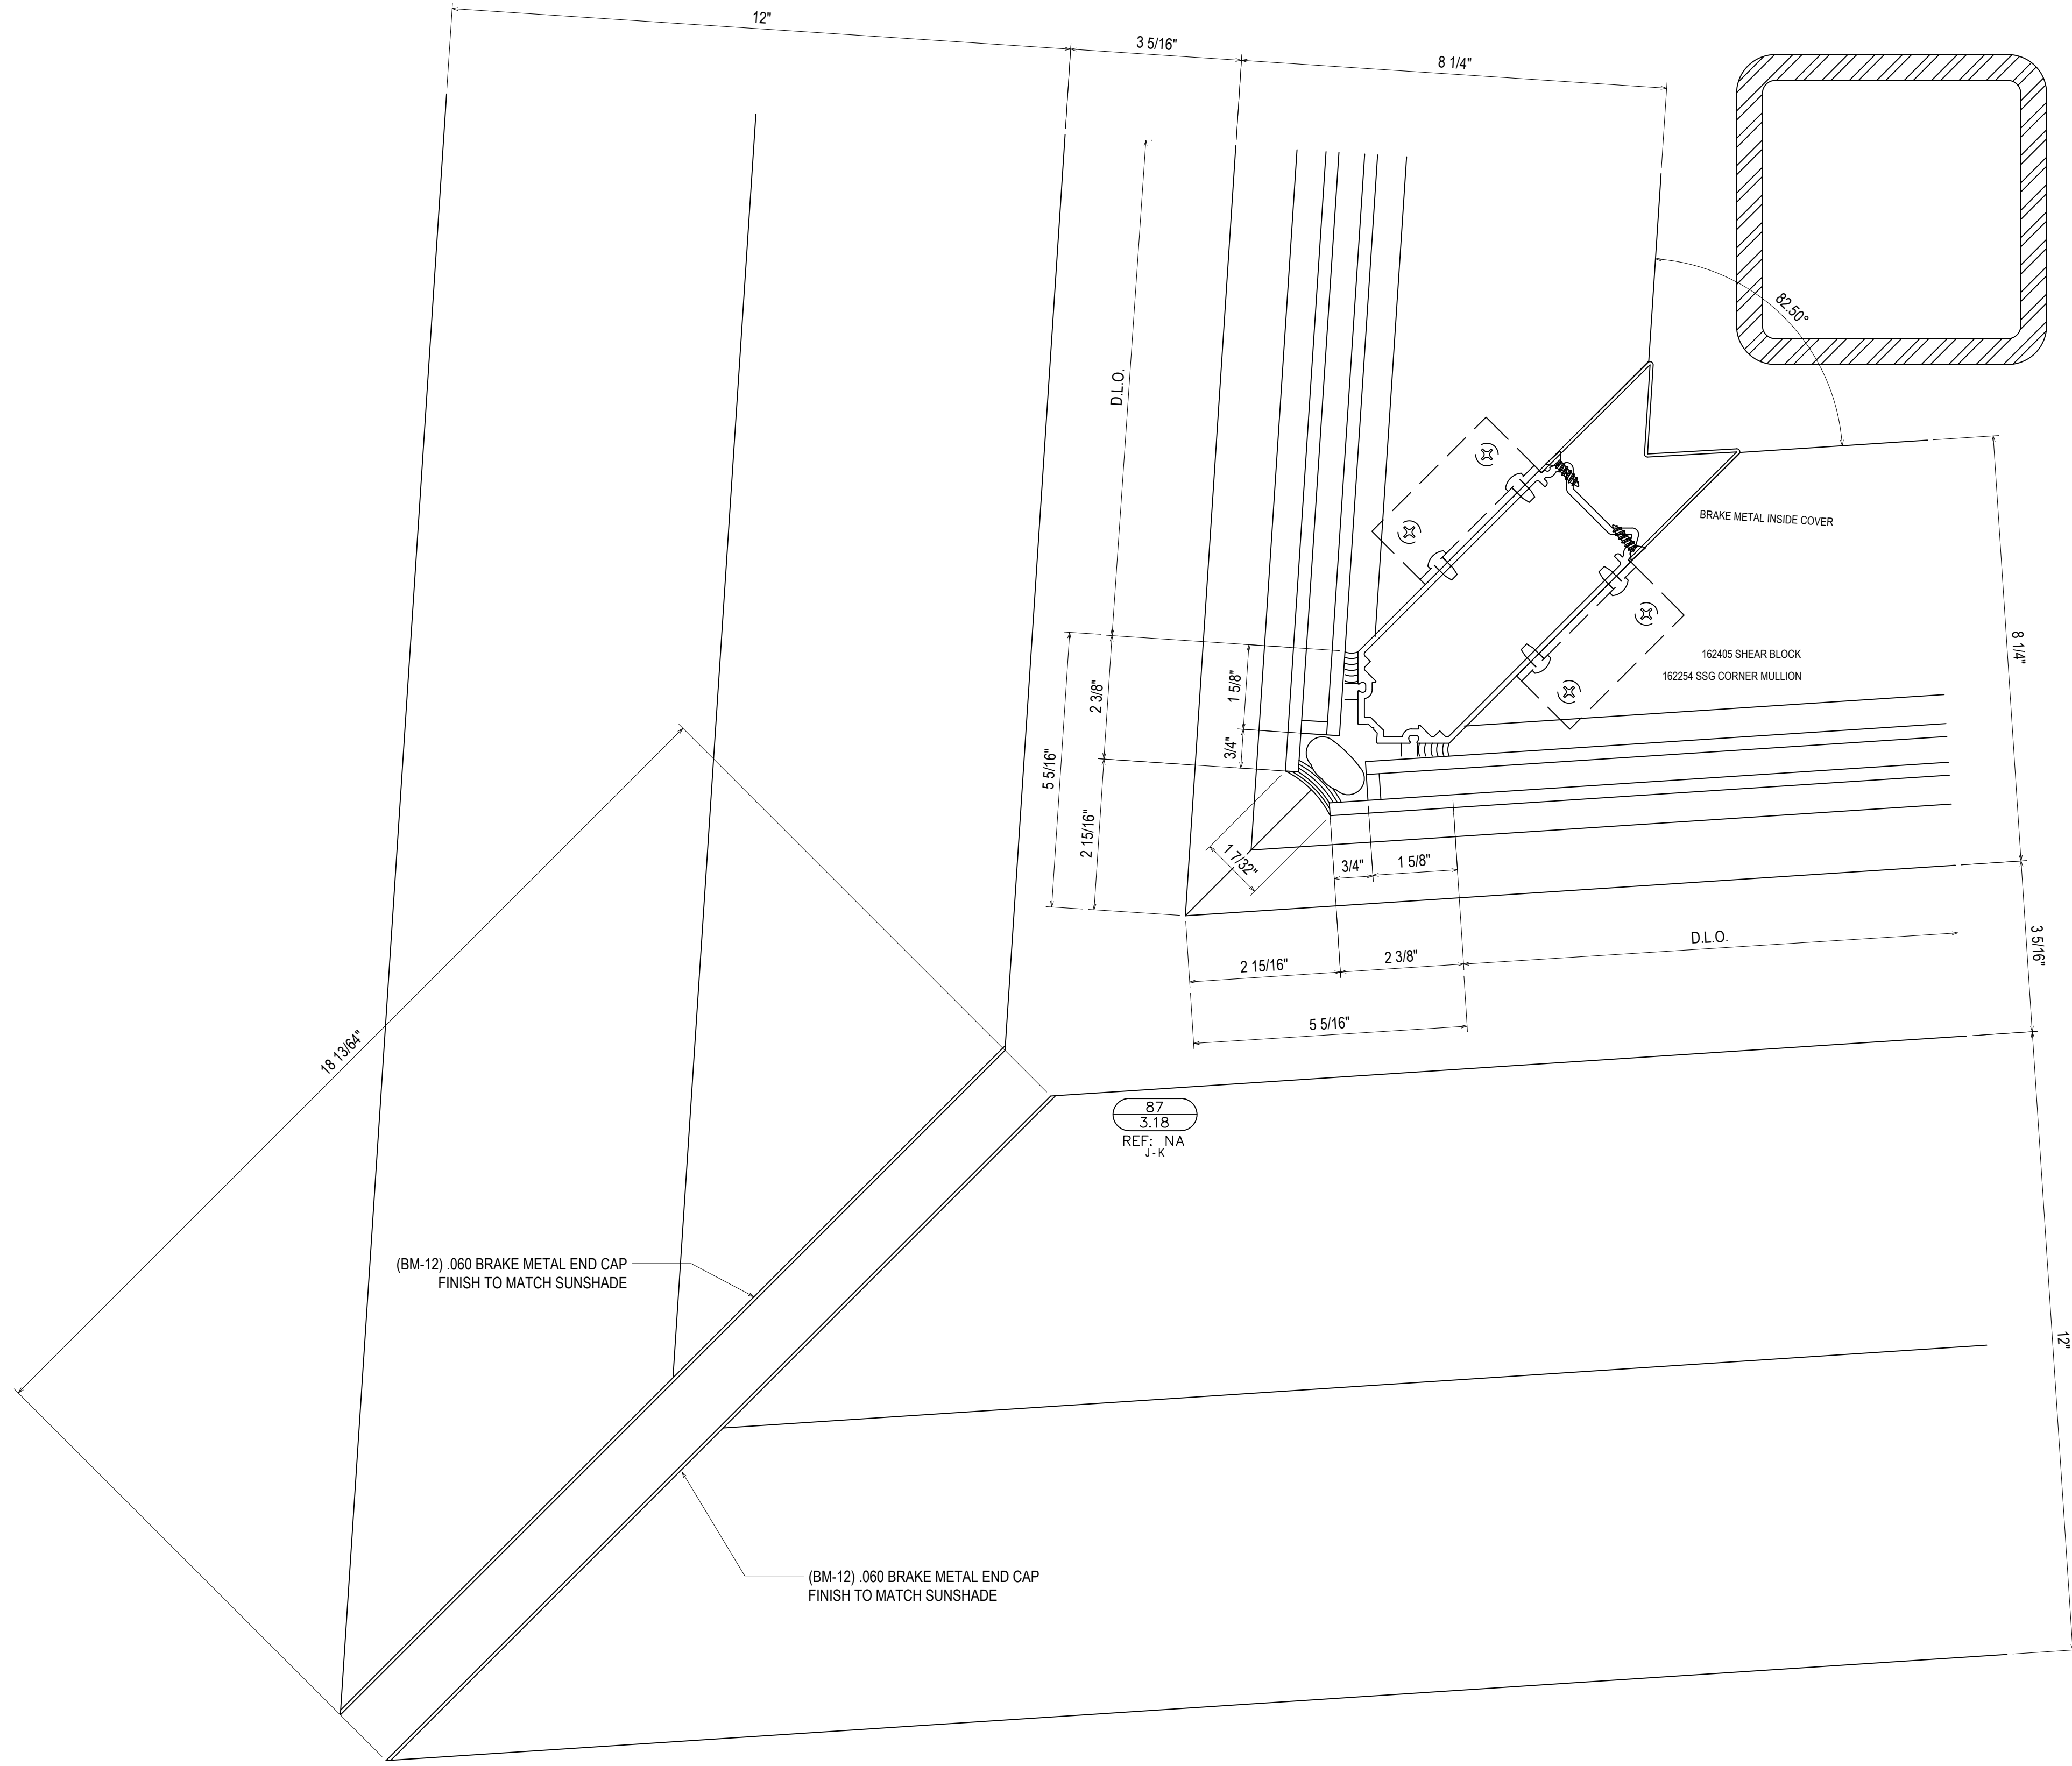 12"
3 5/16"
8 1/4"
82.50°
D.L.O.
BRAKE METAL INSIDE COVER
162405 SHEAR BLOCK
162254 SSG CORNER MULLION
8 1/4"
1 5/8"
2 3/8"
3/4"
5 5/16"
2 15/16"
1 7/32"
3/4"
1 5/8"
D.L.O.
3 5/16"
2 15/16"
2 3/8"
5 5/16"
18 13/64"
87
3.18
REF: NA
J-K
(BM-12) .060 BRAKE METAL END CAP
FINISH TO MATCH SUNSHADE
12"
(BM-12) .060 BRAKE METAL END CAP
FINISH TO MATCH SUNSHADE